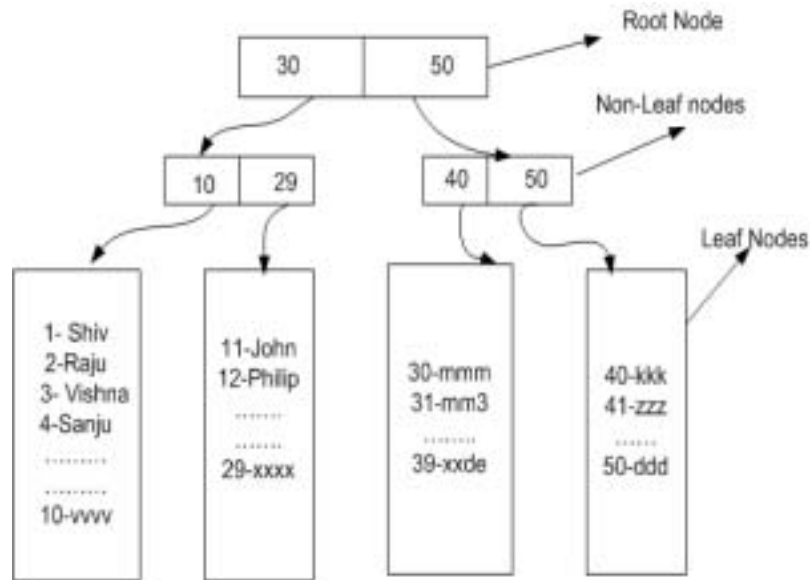 Root Node
30 50
Non-Leaf nodes
10 29
40 50
Leaf Nodes
1- Shiv
2-Raju
3- Vishna
4-Sanju
.........
.........
10-vvvv
11-John
12-Philip
.......
.......
29-xxxx
30-mmm
31-mm3
........
39-xxde
40-kkk
41-zzz
......
50-ddd